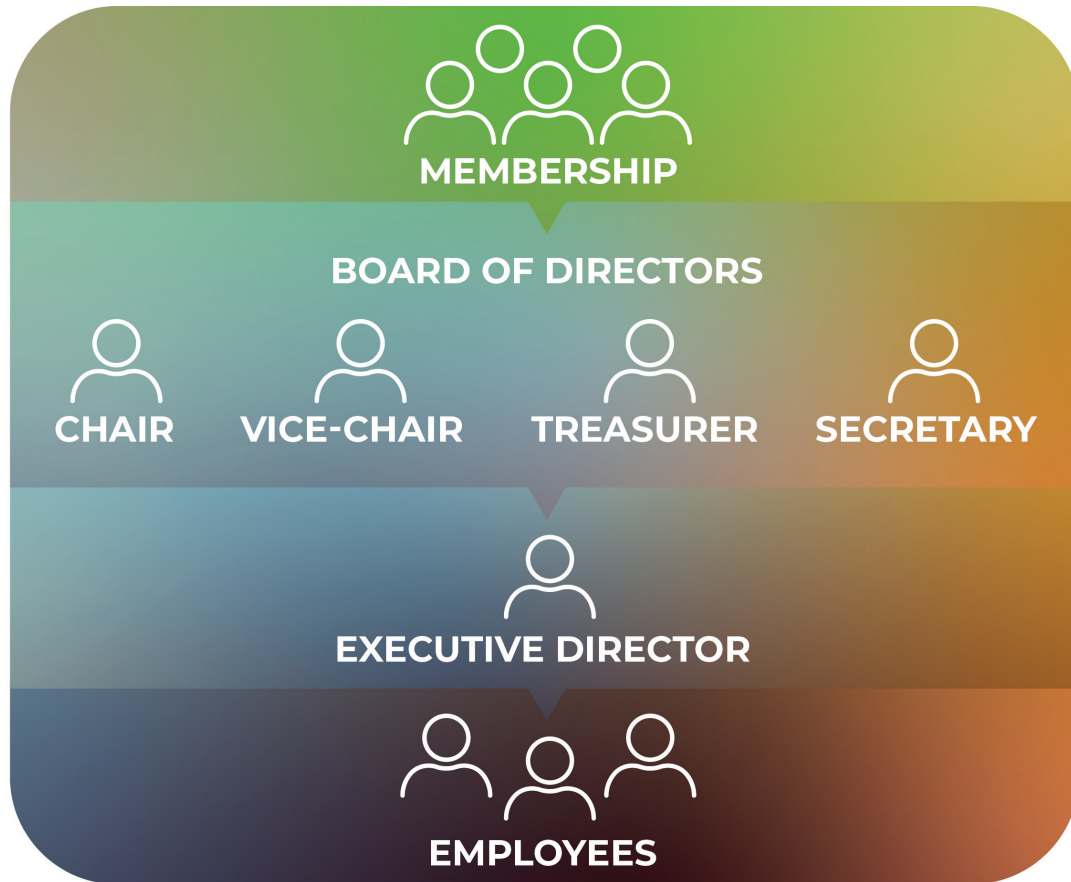 MEMBERSHIP
BOARD OF DIRECTORS
CHAIR VICE-CHAIR TREASURER SECRETARY
EXECUTIVE DIRECTOR
EMPLOYEES